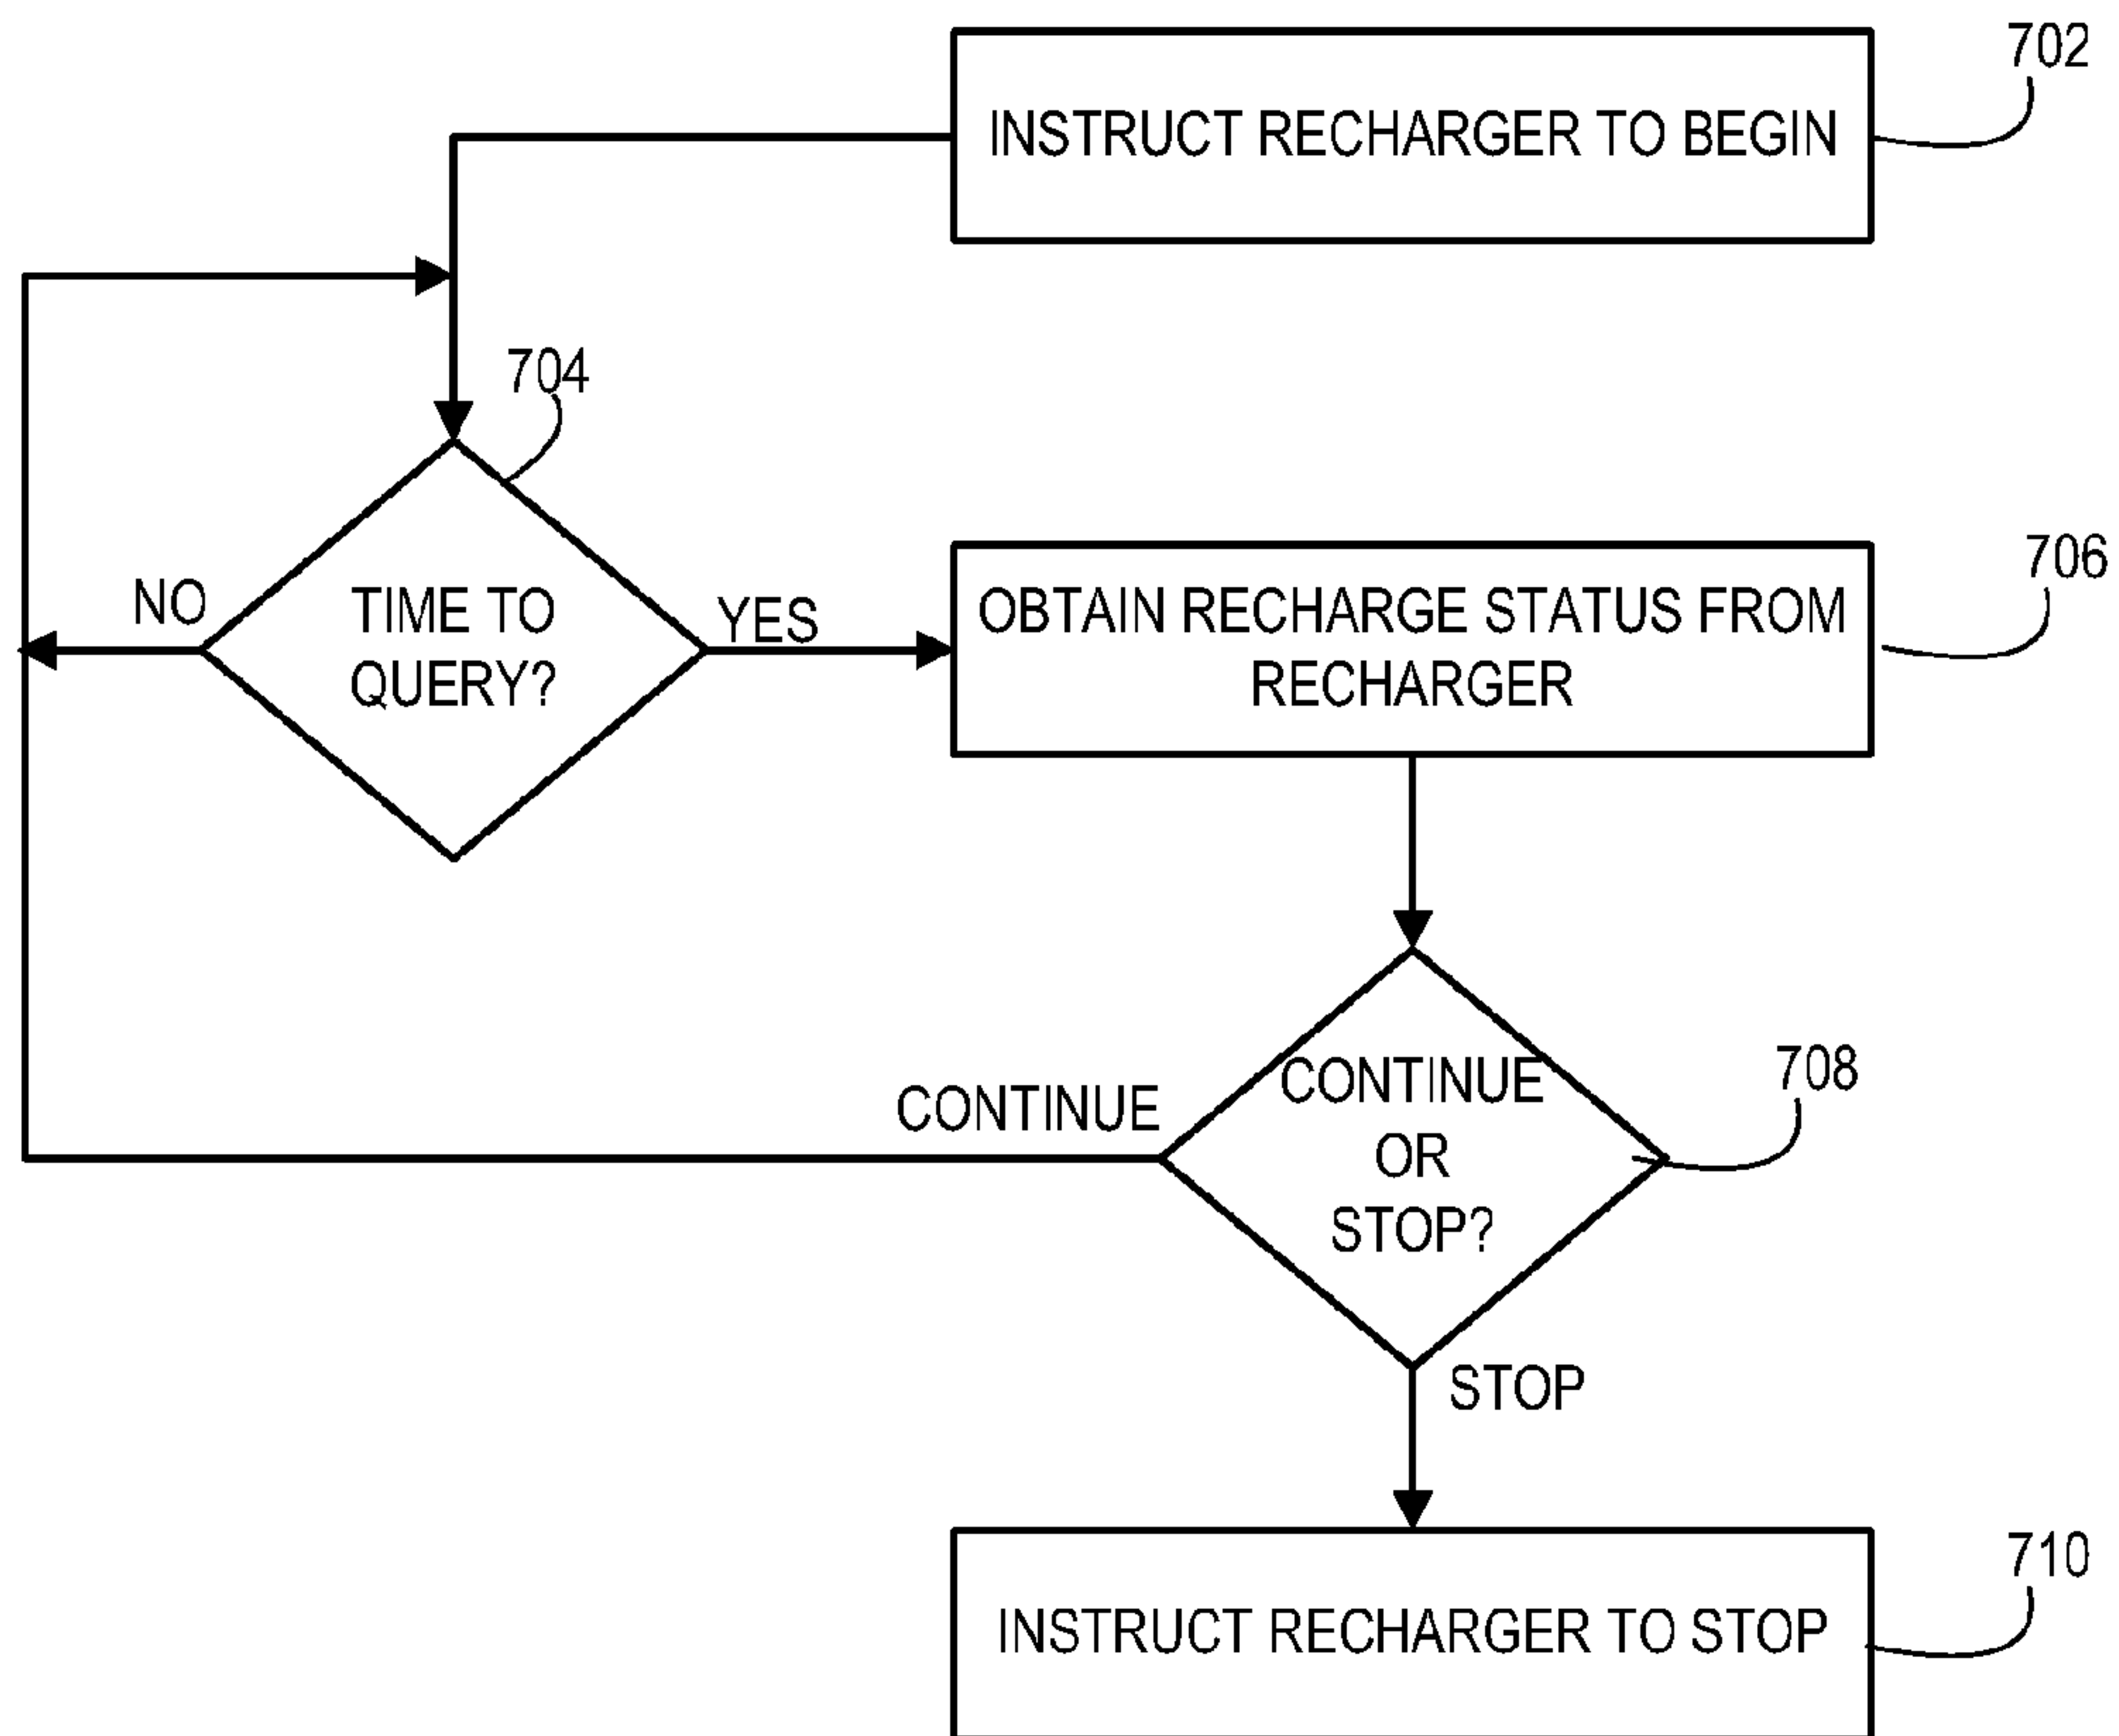 702
INSTRUCT RECHARGER TO BEGIN
704
NO
TIME TO
QUERY?
YES
OBTAIN RECHARGE STATUS FROM
RECHARGER
706
CONTINUE
CONTINUE
OR
STOP?
708
STOP
INSTRUCT RECHARGER TO STOP
710